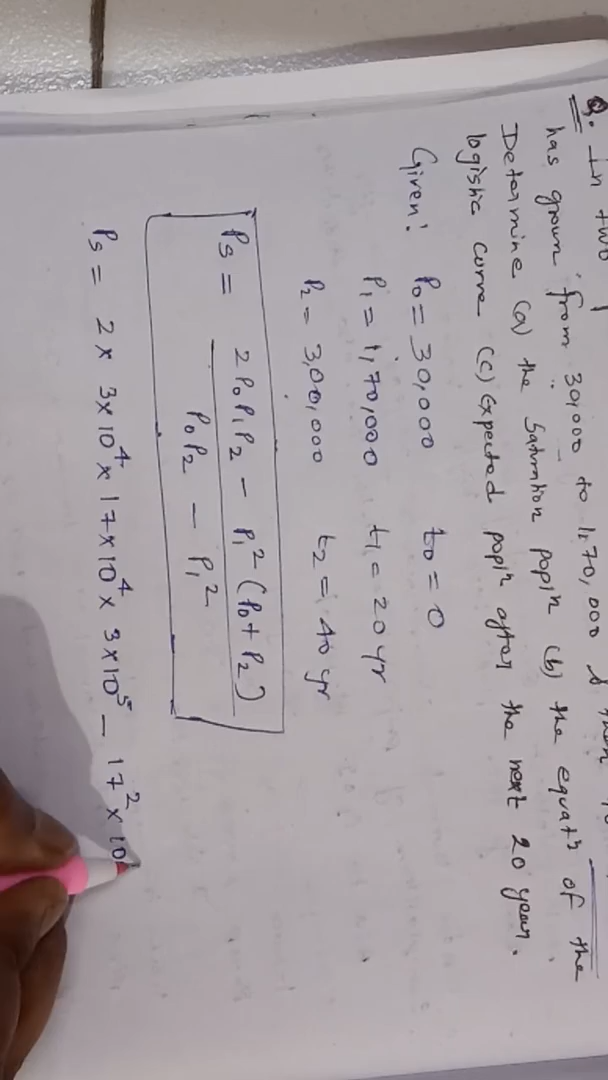 Q. In two
has grown from 30,000 to 1,70,000 &
Determine (a) the Saturation popⁿ (b) the equatⁿ of the
logistic curve (c) Expected popⁿ after the next 20 year.
Given! P₀ = 30,000 t₀ = 0
P₁ = 1,70,000 t₁ = 20 yr
P₂ = 3,00,000 t₂ = 40 yr
Ps = 2P₀P₁P₂ - P₁² (P₀+P₂)
P₀P₂ - P₁²
Ps = 2 × 3×10⁴ × 17×10⁴ × 3×10⁵ - 17² × 10